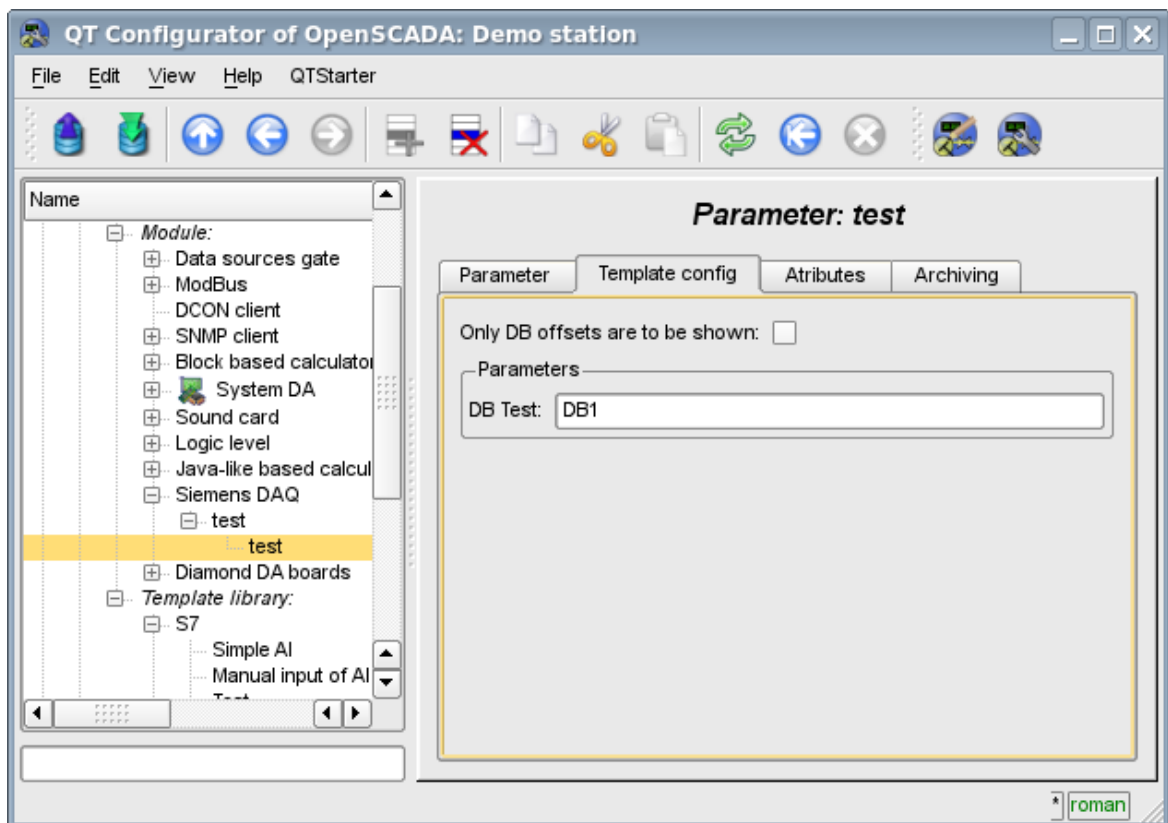 QT Configurator of OpenSCADA: Demo station
File Edit View Help QTStarter
Name
Module:
Data sources gate
ModBus
DCON client
SNMP client
Block based calculator
System DA
Sound card
Logic level
Java-like based calcul
Siemens DAQ
test
test
Diamond DA boards
Template library:
S7
Simple AI
Manual input of AI
Parameter: test
Parameter Template config Atributes Archiving
Only DB offsets are to be shown:
Parameters
DB Test: DB1
* roman